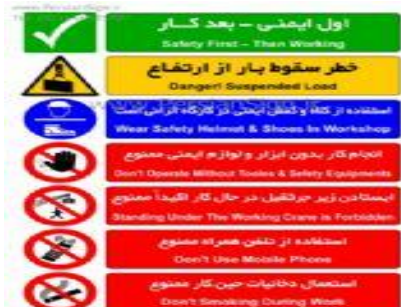 اول ایمنی – بعد کار
Safety First – Then Working
خطر سقوط بار از ارتفاع
Danger! Suspended Load
استفاده از کلاه و کفش ایمنی در کارگاه الزامی است
Wear Safety Helmet & Shoes In Workshop
انجام کار بدون ابزار و لوازم ایمنی ممنوع
Don't Operate Without Tooles & Safety Equipments
ایستادن زیر جرثقیل در حال کار اکیداً ممنوع
Standing Under The Working Crane is Forbidden
استفاده از تلفن همراه ممنوع
Don't Use Mobile Phone
استعمال دخانیات حین کار ممنوع
Don't Smoking During Work